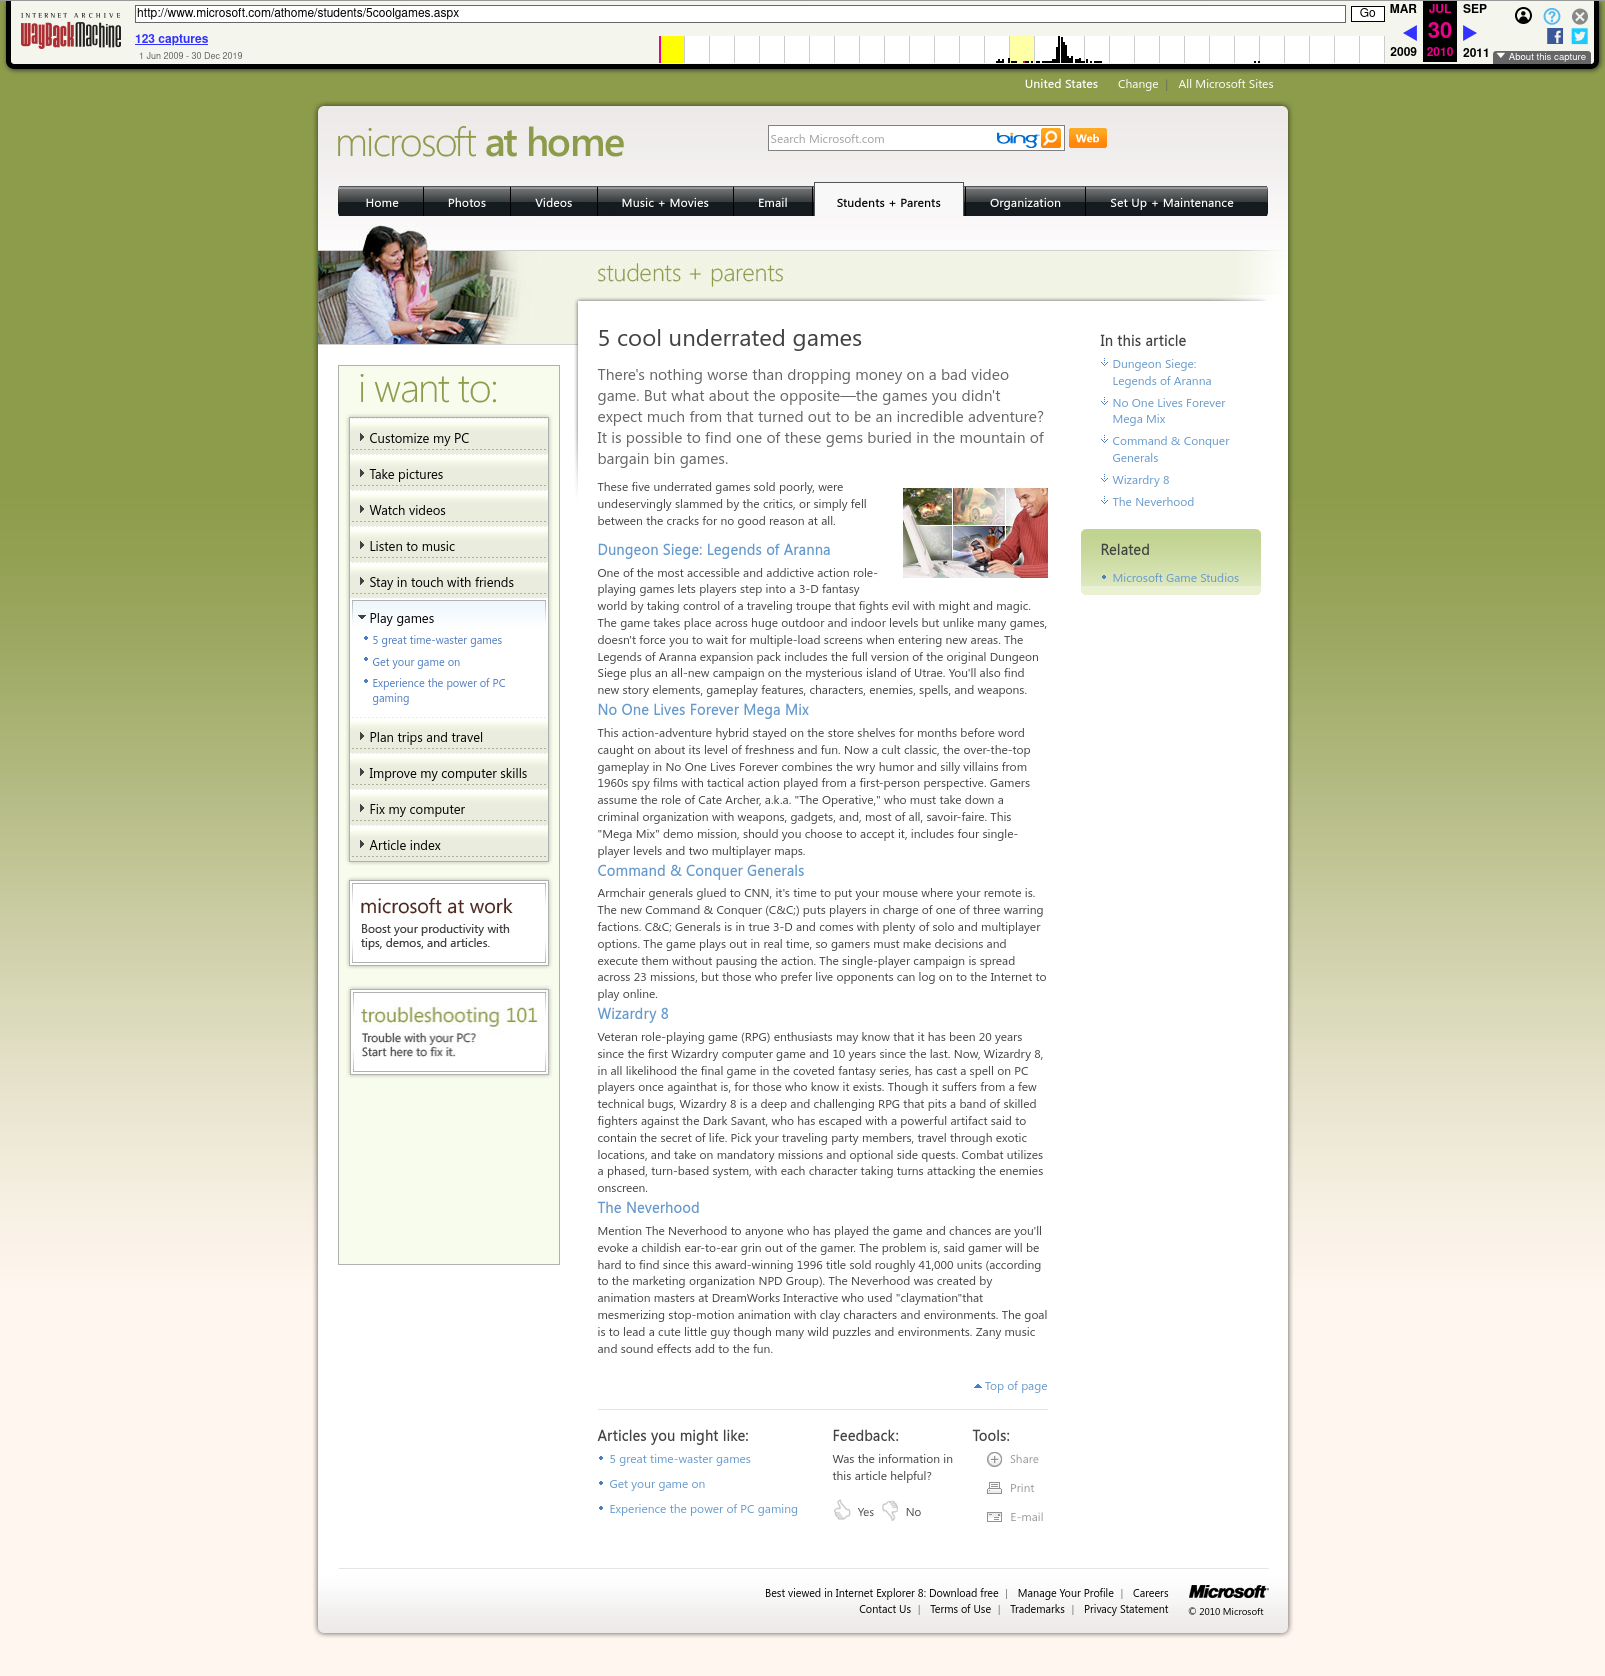 INTERNET ARCHIVE
WayBackMachine
http://www.microsoft.com/athome/students/5coolgames.aspx
Go
123 captures
1 Jun 2009 - 30 Dec 2019
MAR JUL SEP
30
2009 2010 2011
About this capture
United States Change | All Microsoft Sites
microsoft at home
Search Microsoft.com bing Web
Home Photos Videos Music + Movies Email Students + Parents Organization Set Up + Maintenance
students + parents
i want to:
Customize my PC
Take pictures
Watch videos
Listen to music
Stay in touch with friends
Play games
5 great time-waster games
Get your game on
Experience the power of PC
gaming
Plan trips and travel
Improve my computer skills
Fix my computer
Article index
microsoft at work
Boost your productivity with
tips, demos, and articles.
troubleshooting 101
Trouble with your PC?
Start here to fix it.
5 cool underrated games
There's nothing worse than dropping money on a bad video
game. But what about the opposite—the games you didn't
expect much from that turned out to be an incredible adventure?
It is possible to find one of these gems buried in the mountain of
bargain bin games.
These five underrated games sold poorly, were
undeservingly slammed by the critics, or simply fell
between the cracks for no good reason at all.
Dungeon Siege: Legends of Aranna
One of the most accessible and addictive action role-
playing games lets players step into a 3-D fantasy
world by taking control of a traveling troupe that fights evil with might and magic.
The game takes place across huge outdoor and indoor levels but unlike many games,
doesn't force you to wait for multiple-load screens when entering new areas. The
Legends of Aranna expansion pack includes the full version of the original Dungeon
Siege plus an all-new campaign on the mysterious island of Utrae. You'll also find
new story elements, gameplay features, characters, enemies, spells, and weapons.
No One Lives Forever Mega Mix
This action-adventure hybrid stayed on the store shelves for months before word
caught on about its level of freshness and fun. Now a cult classic, the over-the-top
gameplay in No One Lives Forever combines the wry humor and silly villains from
1960s spy films with tactical action played from a first-person perspective. Gamers
assume the role of Cate Archer, a.k.a. "The Operative," who must take down a
criminal organization with weapons, gadgets, and, most of all, savoir-faire. This
"Mega Mix" demo mission, should you choose to accept it, includes four single-
player levels and two multiplayer maps.
Command & Conquer Generals
Armchair generals glued to CNN, it's time to put your mouse where your remote is.
The new Command & Conquer (C&C;) puts players in charge of one of three warring
factions. C&C; Generals is in true 3-D and comes with plenty of solo and multiplayer
options. The game plays out in real time, so gamers must make decisions and
execute them without pausing the action. The single-player campaign is spread
across 23 missions, but those who prefer live opponents can log on to the Internet to
play online.
Wizardry 8
Veteran role-playing game (RPG) enthusiasts may know that it has been 20 years
since the first Wizardry computer game and 10 years since the last. Now, Wizardry 8,
in all likelihood the final game in the coveted fantasy series, has cast a spell on PC
players once againthat is, for those who know it exists. Though it suffers from a few
technical bugs, Wizardry 8 is a deep and challenging RPG that pits a band of skilled
fighters against the Dark Savant, who has escaped with a powerful artifact said to
contain the secret of life. Pick your traveling party members, travel through exotic
locations, and take on mandatory missions and optional side quests. Combat utilizes
a phased, turn-based system, with each character taking turns attacking the enemies
onscreen.
The Neverhood
Mention The Neverhood to anyone who has played the game and chances are you'll
evoke a childish ear-to-ear grin out of the gamer. The problem is, said gamer will be
hard to find since this award-winning 1996 title sold roughly 41,000 units (according
to the marketing organization NPD Group). The Neverhood was created by
animation masters at DreamWorks Interactive who used "claymation"that
mesmerizing stop-motion animation with clay characters and environments. The goal
is to lead a cute little guy though many wild puzzles and environments. Zany music
and sound effects add to the fun.
Top of page
In this article
Dungeon Siege:
Legends of Aranna
No One Lives Forever
Mega Mix
Command & Conquer
Generals
Wizardry 8
The Neverhood
Related
Microsoft Game Studios
Articles you might like:
5 great time-waster games
Get your game on
Experience the power of PC gaming
Feedback:
Was the information in
this article helpful?
Yes No
Tools:
Share
Print
E-mail
Best viewed in Internet Explorer 8: Download free | Manage Your Profile | Careers
Contact Us | Terms of Use | Trademarks | Privacy Statement
Microsoft
© 2010 Microsoft